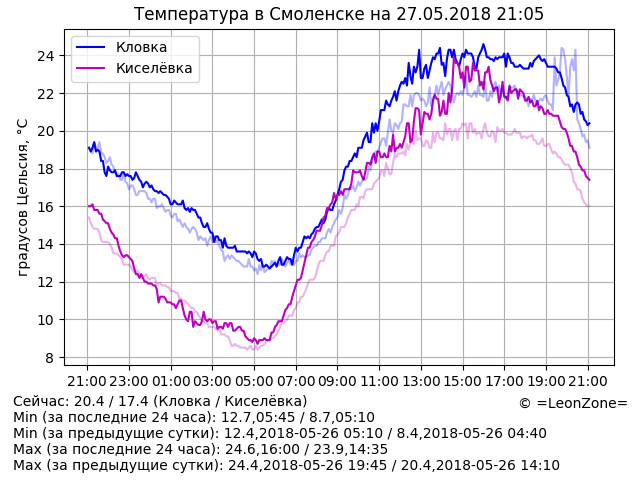 Температура в Смоленске на 27.05.2018 21:05
Кловка
Киселёвка
градусов Цельсия, °C
24
22
20
18
16
14
12
10
8
21:00 23:00 01:00 03:00 05:00 07:00 09:00 11:00 13:00 15:00 17:00 19:00 21:00
Сейчас: 20.4 / 17.4 (Кловка / Киселёвка)
© =LeonZone=
Min (за последние 24 часа): 12.7,05:45 / 8.7,05:10
Min (за предыдущие сутки): 12.4,2018-05-26 05:10 / 8.4,2018-05-26 04:40
Max (за последние 24 часа): 24.6,16:00 / 23.9,14:35
Max (за предыдущие сутки): 24.4,2018-05-26 19:45 / 20.4,2018-05-26 14:10